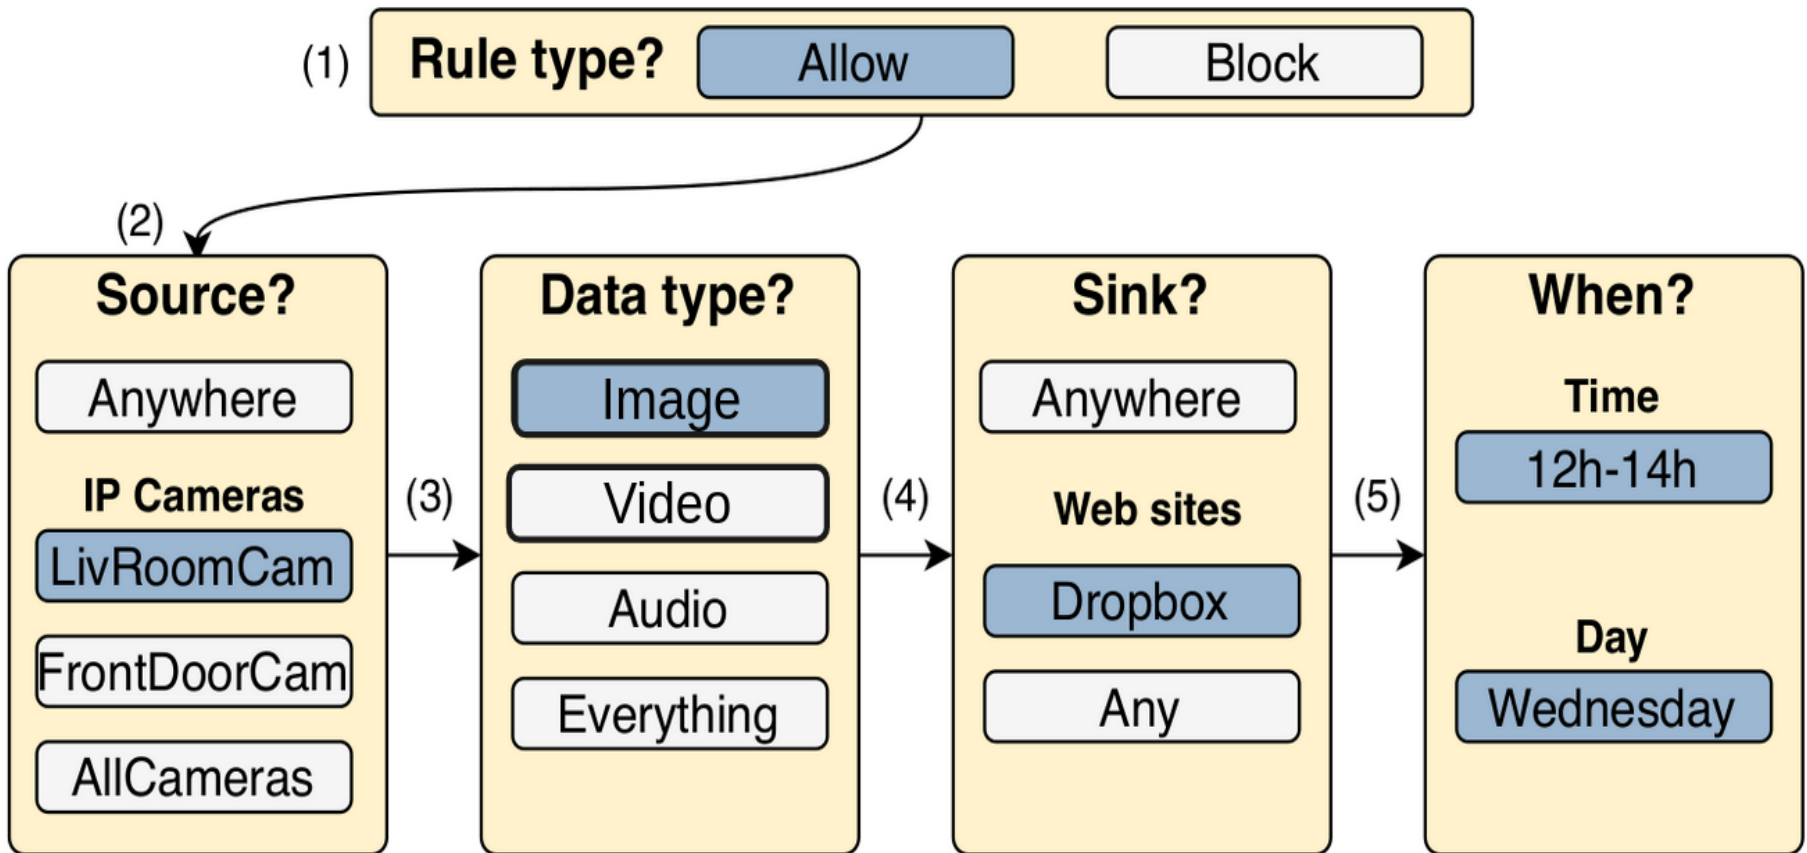 (1) Rule type? Allow Block
(2)
Source?
Anywhere
IP Cameras
LivRoomCam
FrontDoorCam
AllCameras
(3)
Data type?
Image
Video
Audio
Everything
(4)
Sink?
Anywhere
Web sites
Dropbox
Any
(5)
When?
Time
12h-14h
Day
Wednesday